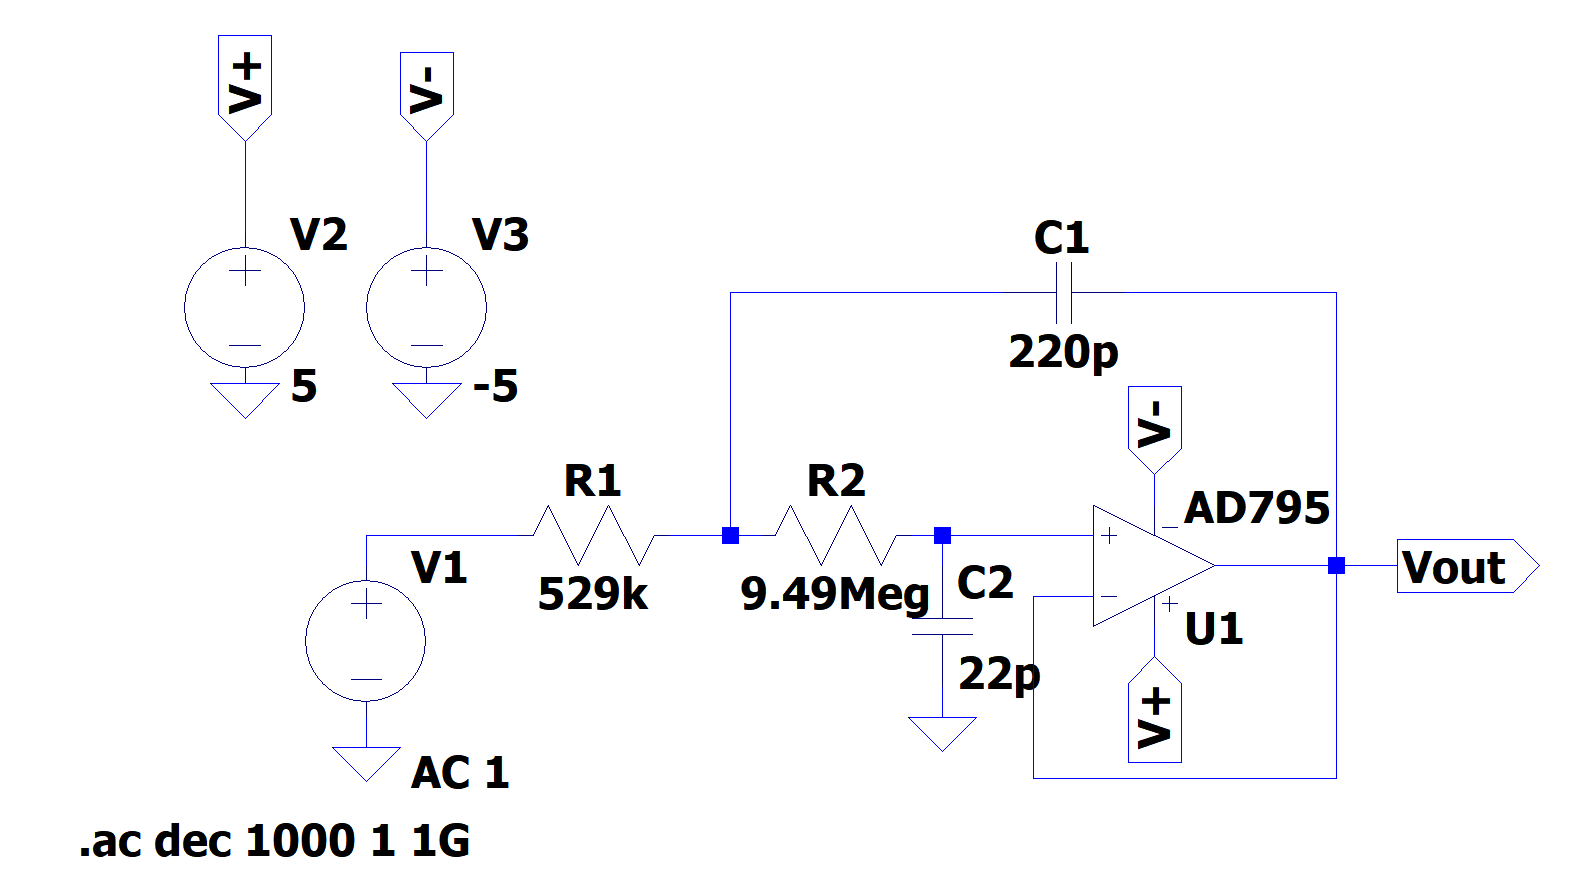 V+
V-
V2
V3
5
-5
C1
220p
V-
R1
R2
AD795
+
-
529k
9.49Meg
C2
22p
+
U1
V+
Vout
V1
AC 1
.ac dec 1000 1 1G